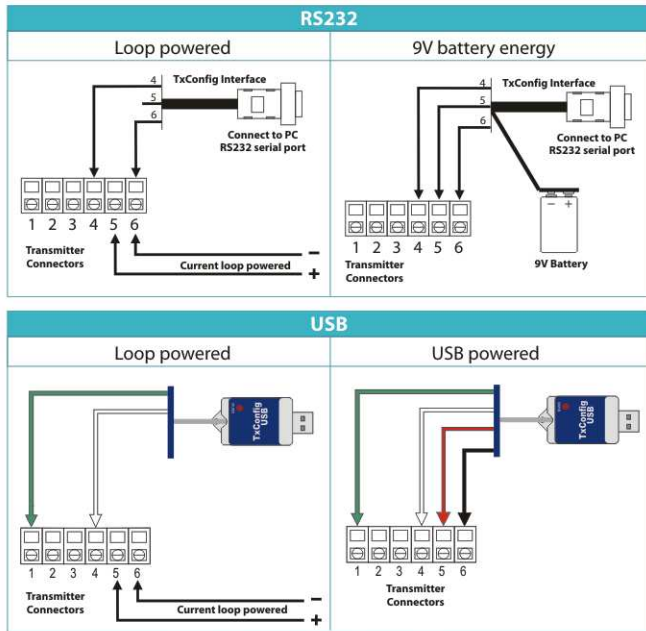 RS232
Loop powered
9V battery energy
4
TxConfig Interface
5
6
Connect to PC
RS232 serial port
1 2 3 4 5 6
Transmitter
Connectors
Current loop powered
−
+
4
TxConfig Interface
5
6
Connect to PC
RS232 serial port
− +
1 2 3 4 5 6
Transmitter
Connectors
9V Battery
USB
Loop powered
USB powered
TxConfig
USB
1 2 3 4 5 6
Transmitter
Connectors
Current loop powered
−
+
TxConfig
USB
1 2 3 4 5 6
Transmitter
Connectors